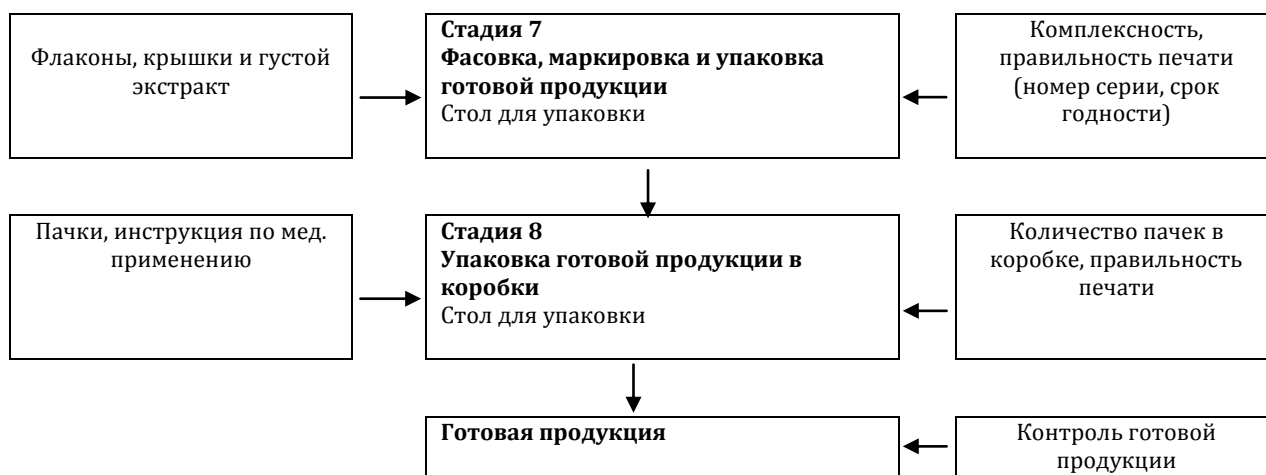 Флаконы, крышки и густой
экстракт
Стадия 7
Фасовка, маркировка и упаковка
готовой продукции
Стол для упаковки
Комплексность,
правильность печати
(номер серии, срок
годности)
Пачки, инструкция по мед.
применению
Стадия 8
Упаковка готовой продукции в
коробки
Стол для упаковки
Количество пачек в
коробке, правильность
печати
Готовая продукция
Контроль готовой
продукции